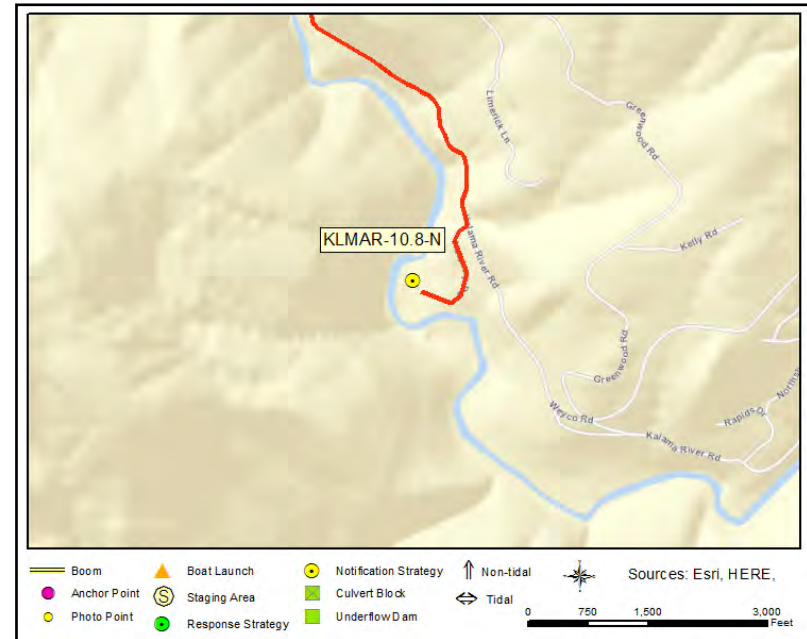 Limerick Ln
Greenwood Rd
KLMAR-10.8-N
Kalama River Rd
Rd
Kelly Rd
Greenwood Rd
Weyco Rd
Rapids Dr
Kalama River Rd
Boom
Boat Launch
Notification Strategy
Non-tidal
Sources: Esri, HERE,
Anchor Point
S
Staging Area
Culvert Block
Tidal
Photo Point
Response Strategy
Underflow Dam
0 750 1,500 3,000
Feet